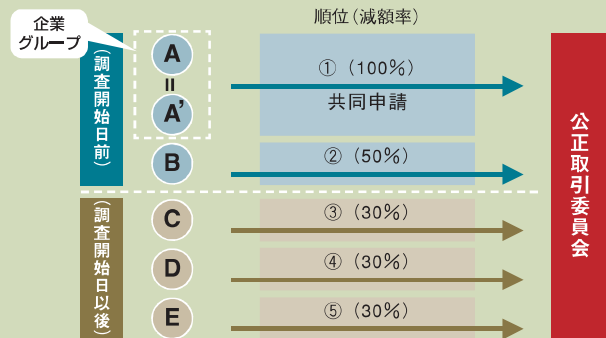 企業
グループ
順位（減額率）
（調査開始日前）
A
=
A’
①（100％）
共同申請
B
②（50％）
（調査開始日以後）
C
③（30％）
D
④（30％）
E
⑤（30％）
公正取引委員会